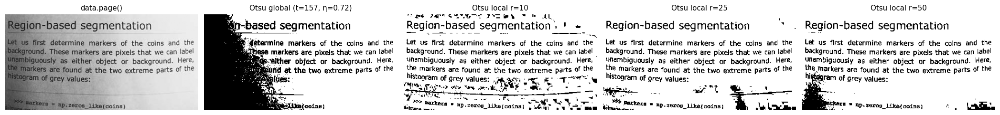 data.page()
Region-based segmentation
Let us first determine markers of the coins and the
background. These markers are pixels that we can label
unambiguously as either object or background. Here,
the markers are found at the two extreme parts of the
histogram of grey values:
>>> markers = np.zeros_like(coins)
Otsu global (t=157, η=0.72)
n-based segmentation
determine markers of the coins and the
These markers are pixels that we can label
as either object or background. Here,
found at the two extreme parts of the
values:
(coins)
Otsu local r=10
Region-based segmentation
Let us first determine markers of the coins and the
background. These markers are pixels that we can label
unambiguously as either object or background. Here,
the markers are found at the two extreme parts of the
histogram of grey values:
>>> markers = np.zeros_like(coins)
Otsu local r=25
Region-based segmentation
Let us first determine markers of the coins and the
background. These markers are pixels that we can label
unambiguously as either object or background. Here,
the markers are found at the two extreme parts of the
histogram of grey values:
>>> markers = np.zeros_like(coins)
Otsu local r=50
Region-based segmentation
Let us first determine markers of the coins and the
background. These markers are pixels that we can label
unambiguously as either object or background. Here,
the markers are found at the two extreme parts of the
histogram of grey values:
markers = np.zeros_like(coins)